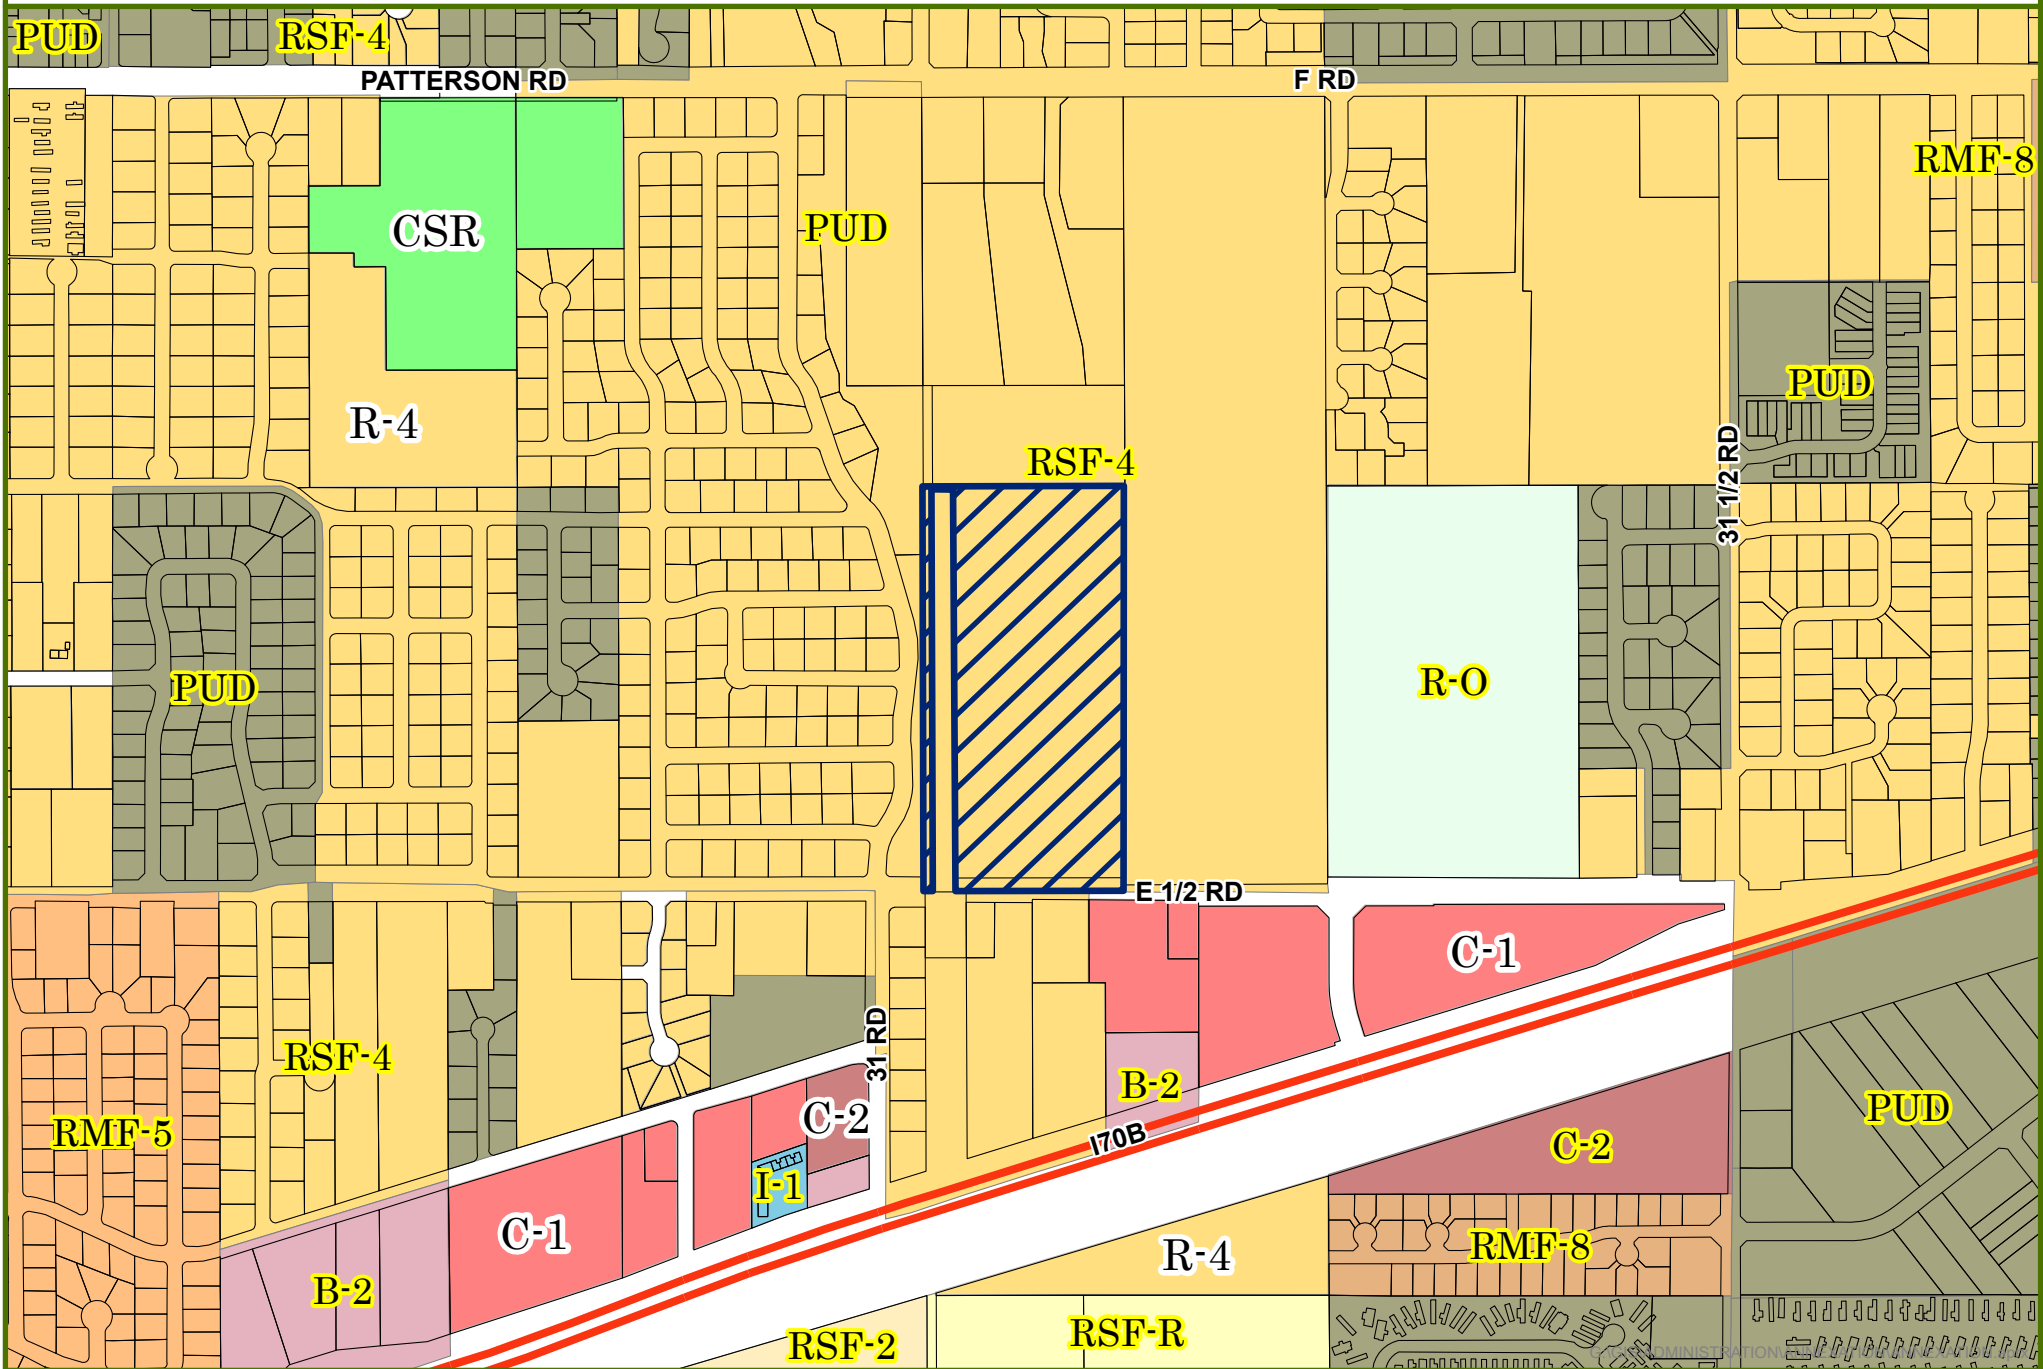 PUD
RSF-4
PATTERSON RD
F RD
RMF-8
CSR
PUD
PUD
R-4
RSF-4
31 1/2 RD
PUD
R-O
E 1/2 RD
C-1
31 RD
RSF-4
B-2
PUD
RMF-5
C-2
I70B
C-2
I-1
C-1
R-4
RMF-8
B-2
RSF-2
RSF-R